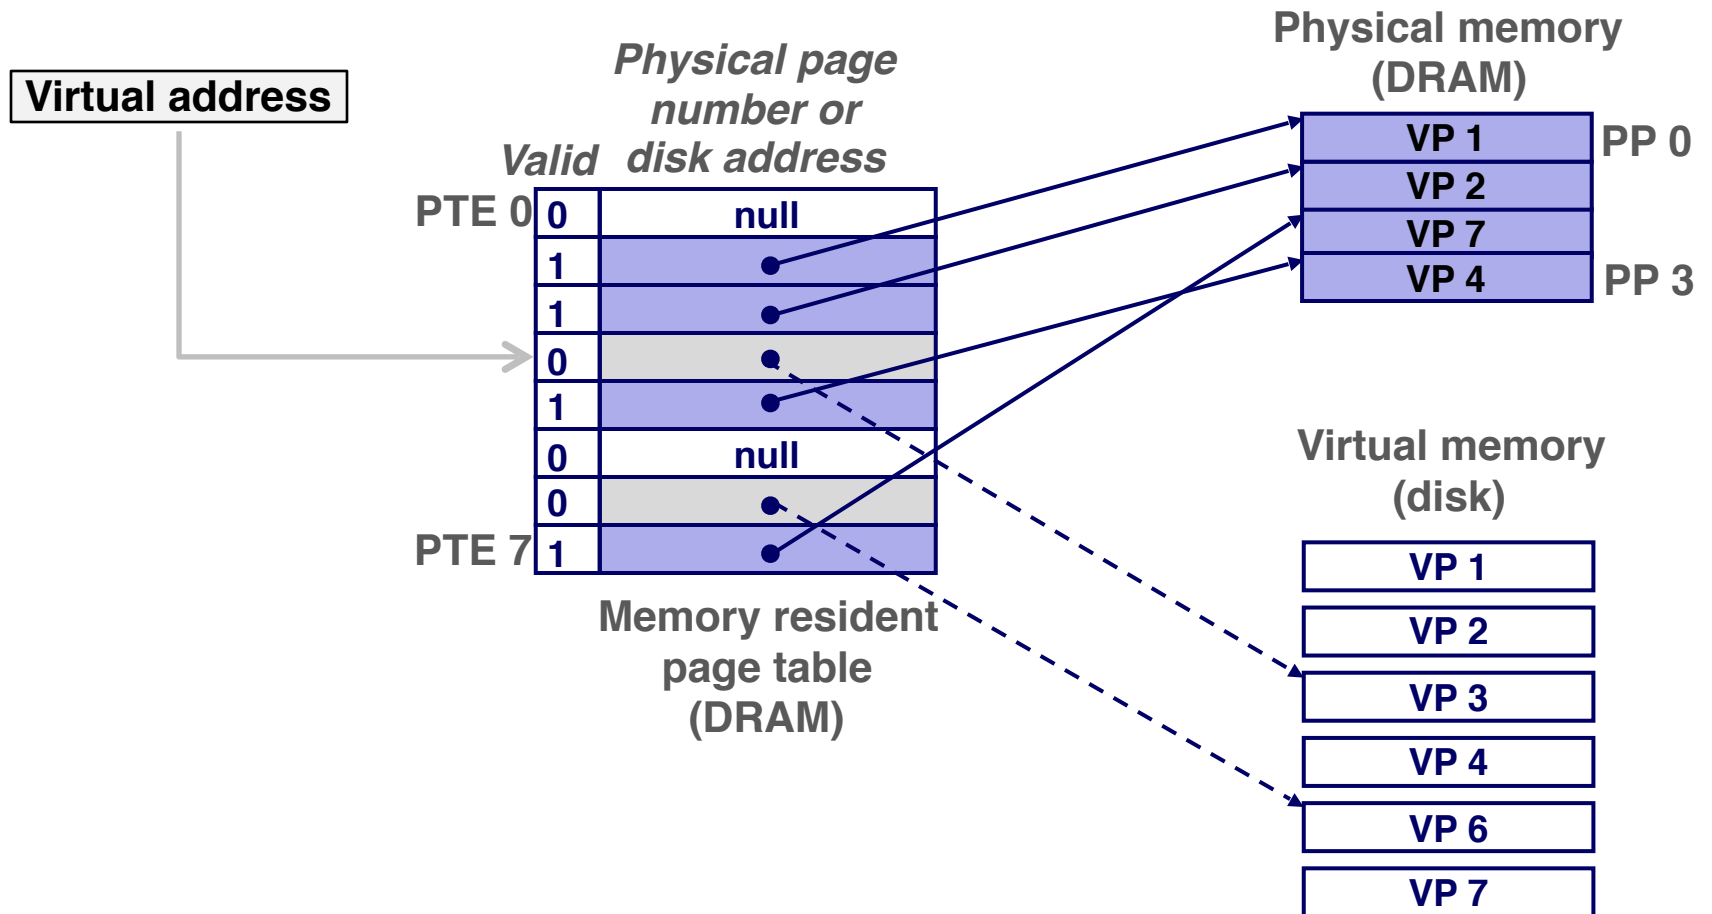 Virtual address
Physical page
number or
disk address
Valid
PTE 0
0
null
1
1
0
1
0
null
0
PTE 7
1
Memory resident
page table
(DRAM)
Physical memory
(DRAM)
VP 1
PP 0
VP 2
VP 7
VP 4
PP 3
Virtual memory
(disk)
VP 1
VP 2
VP 3
VP 4
VP 6
VP 7